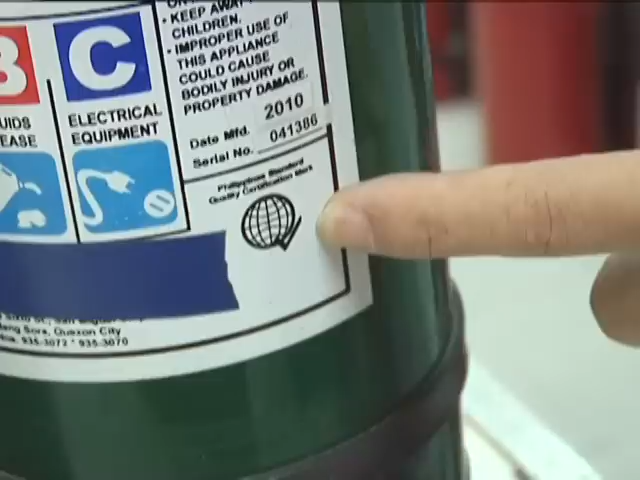 • KEEP AWAY
CHILDREN.
• IMPROPER USE OF
THIS APPLIANCE
COULD CAUSE
BODILY INJURY OR
PROPERTY DAMAGE.
B
C
UIDS
EASE
ELECTRICAL
EQUIPMENT
Date Mfd. 2010
Serial No. 041386
Philippine Standard
Quality Certification Mark
Quezon City
935-3072 * 935-3070